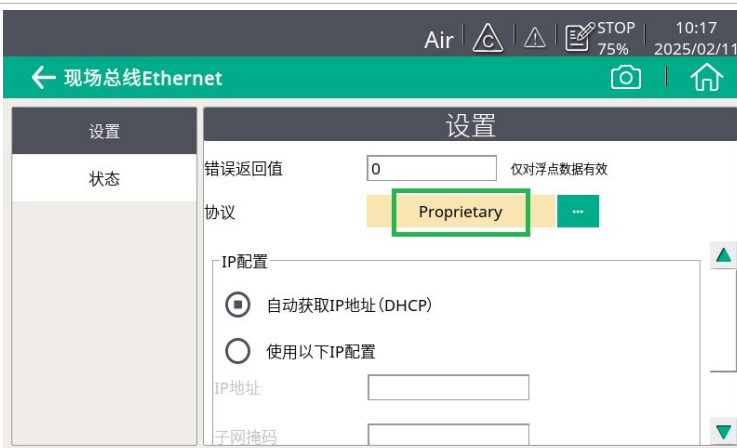 Air C STOP 10:17
75% 2025/02/11
现场总线Ethernet
设置
设置
状态
错误返回值 0 仅对浮点数据有效
协议 Proprietary ...
IP配置
自动获取IP地址(DHCP)
使用以下IP配置
IP地址
子网掩码